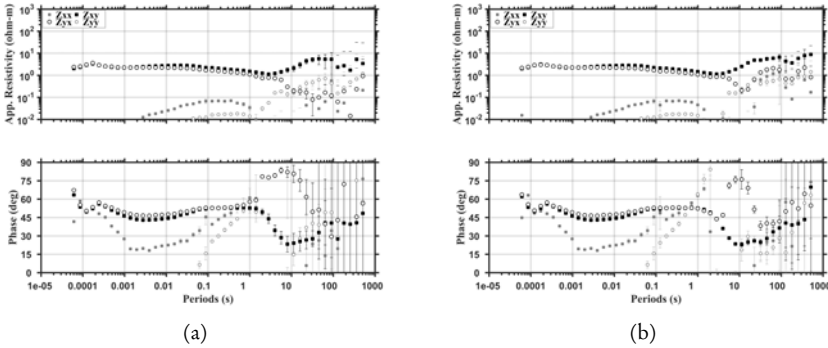 10³
10²
10¹
10⁰
10⁻¹
10⁻²
App. Resistivity (ohm-m)
Zxx Zxy
Zyx Zyy
90
75
60
45
30
15
0
Phase (deg)
1e-05 0.0001 0.001 0.01 0.1 1 10 100 1000
Periods (s)
(a)
10³
10²
10¹
10⁰
10⁻¹
10⁻²
App. Resistivity (ohm-m)
Zxx Zxy
Zyx Zyy
90
75
60
45
30
15
0
Phase (deg)
1e-05 0.0001 0.001 0.01 0.1 1 10 100 1000
Periods (s)
(b)